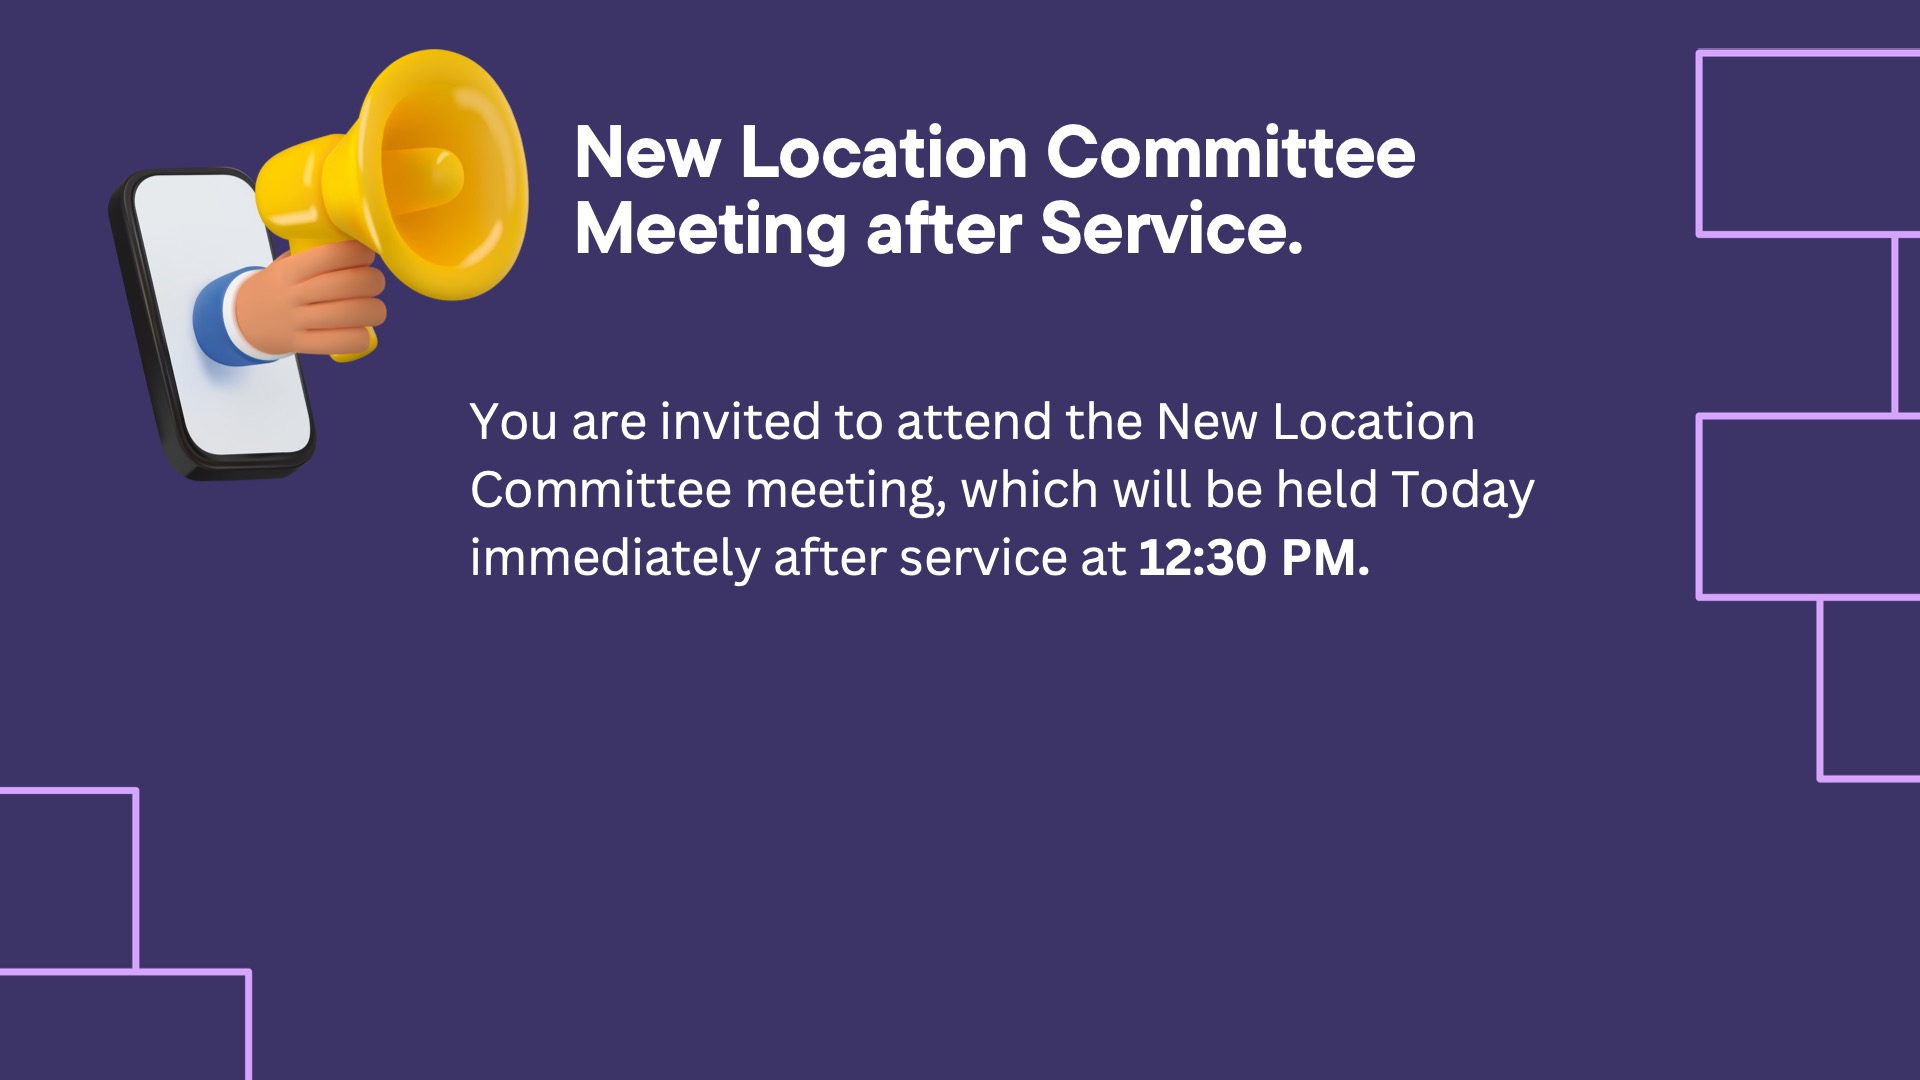 New Location Committee
Meeting after Service.
You are invited to attend the New Location
Committee meeting, which will be held Today
immediately after service at 12:30 PM.